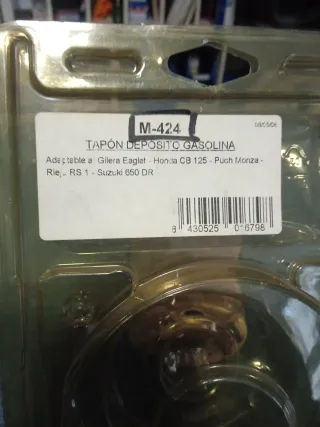 M-424
TAPÓN DEPOSITO GASOLINA
Adaptable a: Gilera Eaglet - Honda CB 125 - Puch Monza -
Rieju RS 1 - Suzuki 650 DR
8 430525 016798